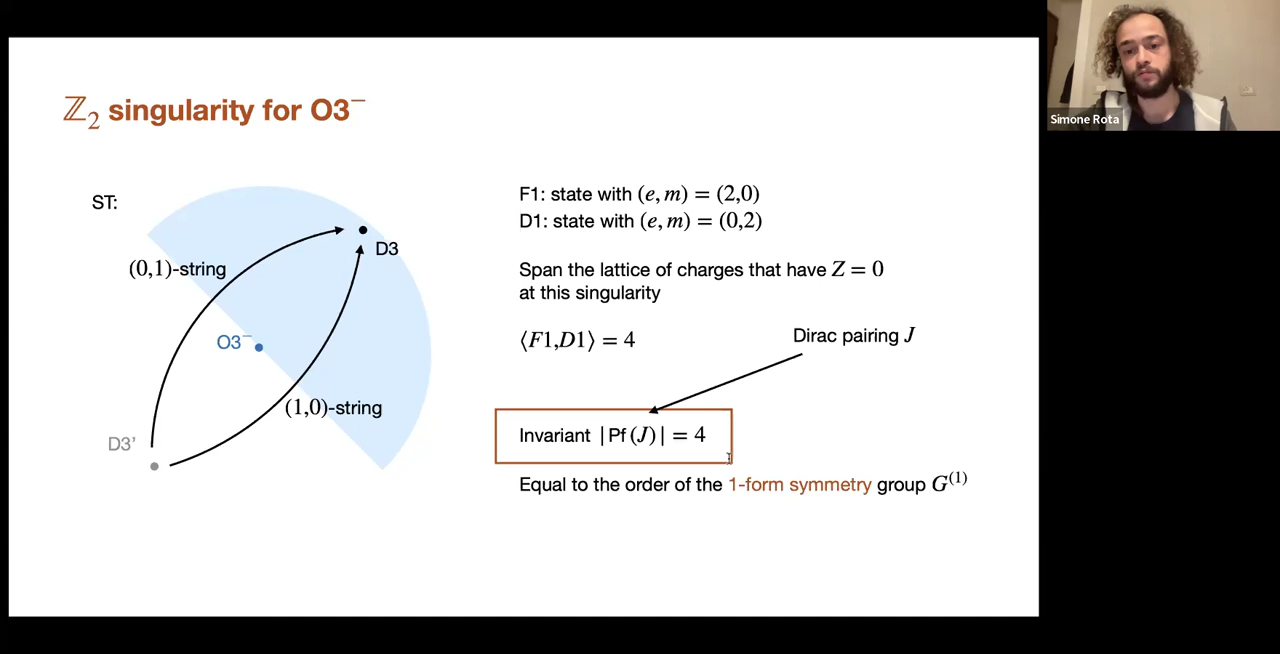 ℤ₂ singularity for O3⁻
ST:
D3
(0,1)-string
O3⁻
(1,0)-string
D3'
F1: state with (e, m) = (2,0)
D1: state with (e, m) = (0,2)
Span the lattice of charges that have Z = 0
at this singularity
⟨F1,D1⟩ = 4
Dirac pairing J
Invariant | Pf (J) | = 4
Equal to the order of the 1-form symmetry group G⁽¹⁾
Simone Rota